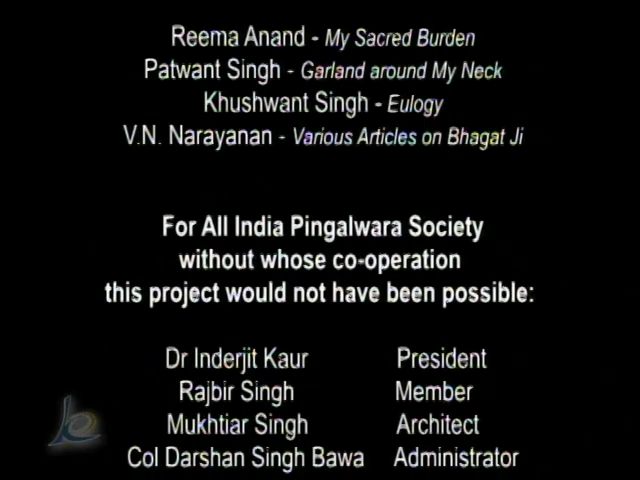 Reema Anand - My Sacred Burden
Patwant Singh - Garland around My Neck
Khushwant Singh - Eulogy
V.N. Narayanan - Various Articles on Bhagat Ji
For All India Pingalwara Society
without whose co-operation
this project would not have been possible:
Dr Inderjit Kaur President
Rajbir Singh Member
Mukhtiar Singh Architect
Col Darshan Singh Bawa Administrator